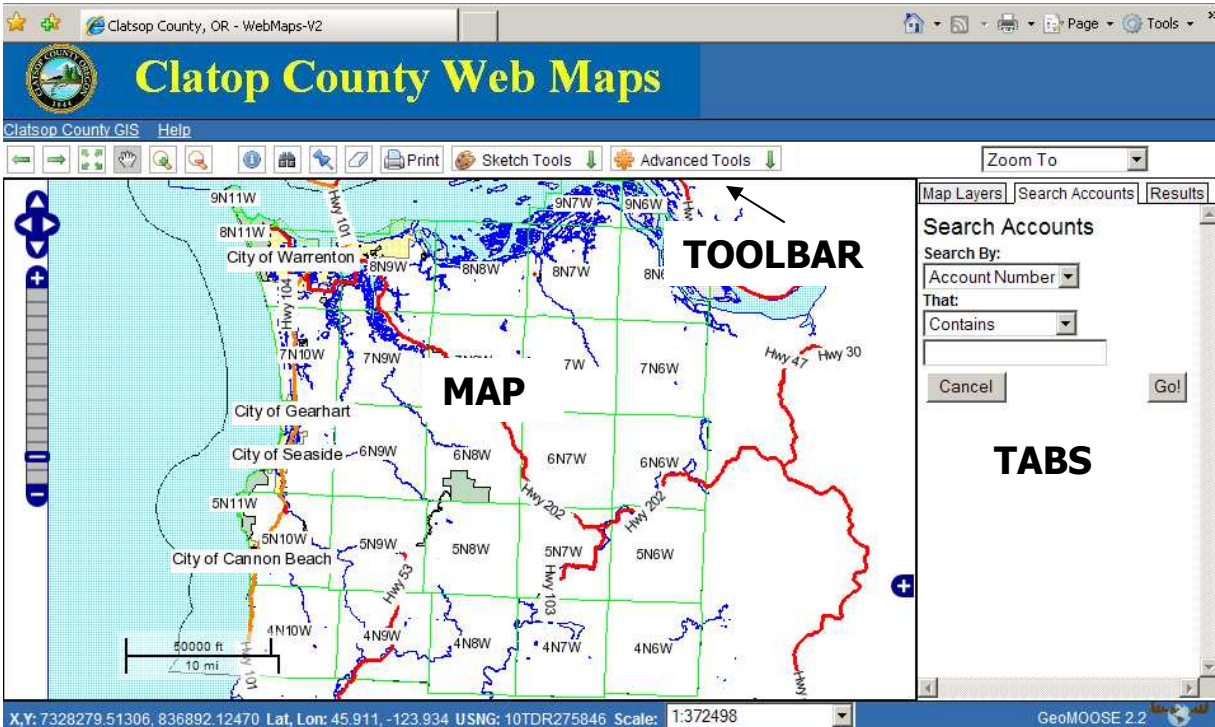 Clatsop County, OR - WebMaps-V2
Page
Tools
»
CLATSOP COUNTY OREGON
1844
Clatop County Web Maps
Clatsop County GIS Help
Print
Sketch Tools
Advanced Tools
Zoom To
Map Layers
Search Accounts
Results
9N11W
Hwy 101
9N7W
9N6W
8N11W
TOOLBAR
City of Warrenton
8N9W
8N8W
8N7W
Hwy 104
7N10W
7N9W
7W
7N6W
Hwy 47
Hwy 30
MAP
City of Gearhart
City of Seaside
6N9W
6N8W
6N7W
6N6W
5N11W
Hwy 202
Hwy 202
5N10W
5N9W
5N8W
5N7W
5N6W
City of Cannon Beach
Hwy 53
Hwy 103
4N10W
4N9W
4N8W
4N7W
4N6W
50000 ft
10 mi
Hwy 101
Hwy
Search Accounts
Search By:
Account Number
That:
Contains
Cancel
Go!
TABS
X,Y: 7328279.51306, 836892.12470 Lat, Lon: 45.911, -123.934 USNG: 10TDR275846 Scale: 1:372498
GeoMOOSE 2.2